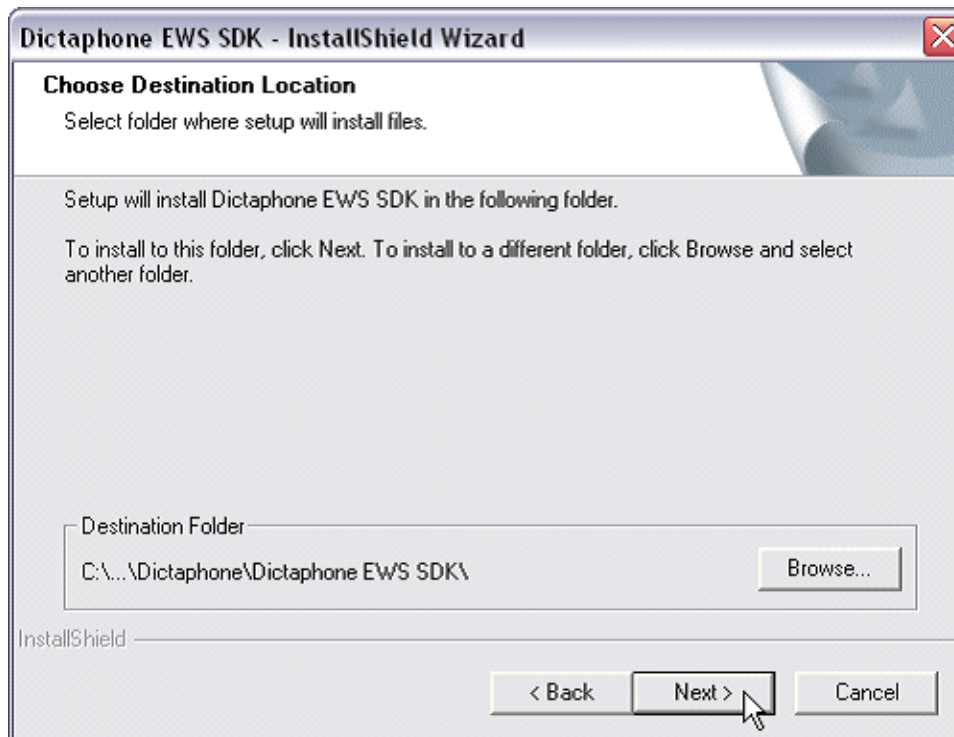 Dictaphone EWS SDK - InstallShield Wizard
Choose Destination Location
Select folder where setup will install files.
Setup will install Dictaphone EWS SDK in the following folder.
To install to this folder, click Next. To install to a different folder, click Browse and select
another folder.
Destination Folder
C:\...\Dictaphone\Dictaphone EWS SDK\
Browse...
InstallShield
< Back
Next >
Cancel